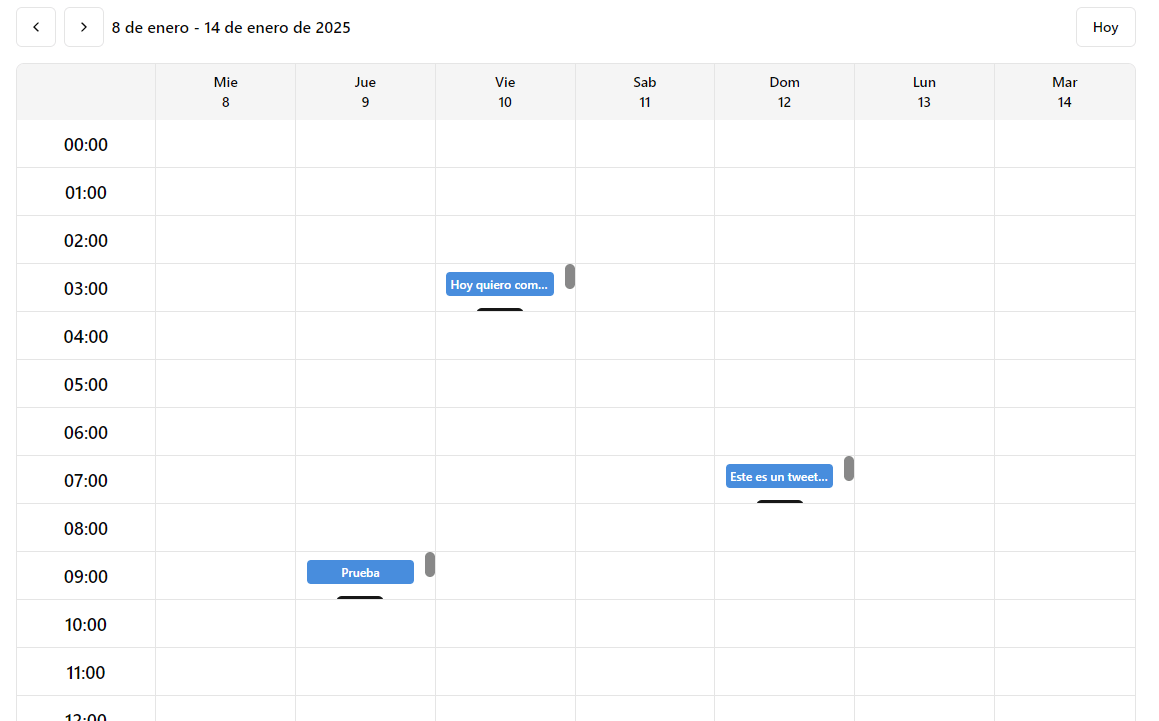 8 de enero - 14 de enero de 2025
Hoy
Mie Jue Vie Sab Dom Lun Mar
8 9 10 11 12 13 14
00:00
01:00
02:00
03:00 Hoy quiero com...
04:00
05:00
06:00
07:00 Este es un tweet...
08:00
09:00 Prueba
10:00
11:00
12:00